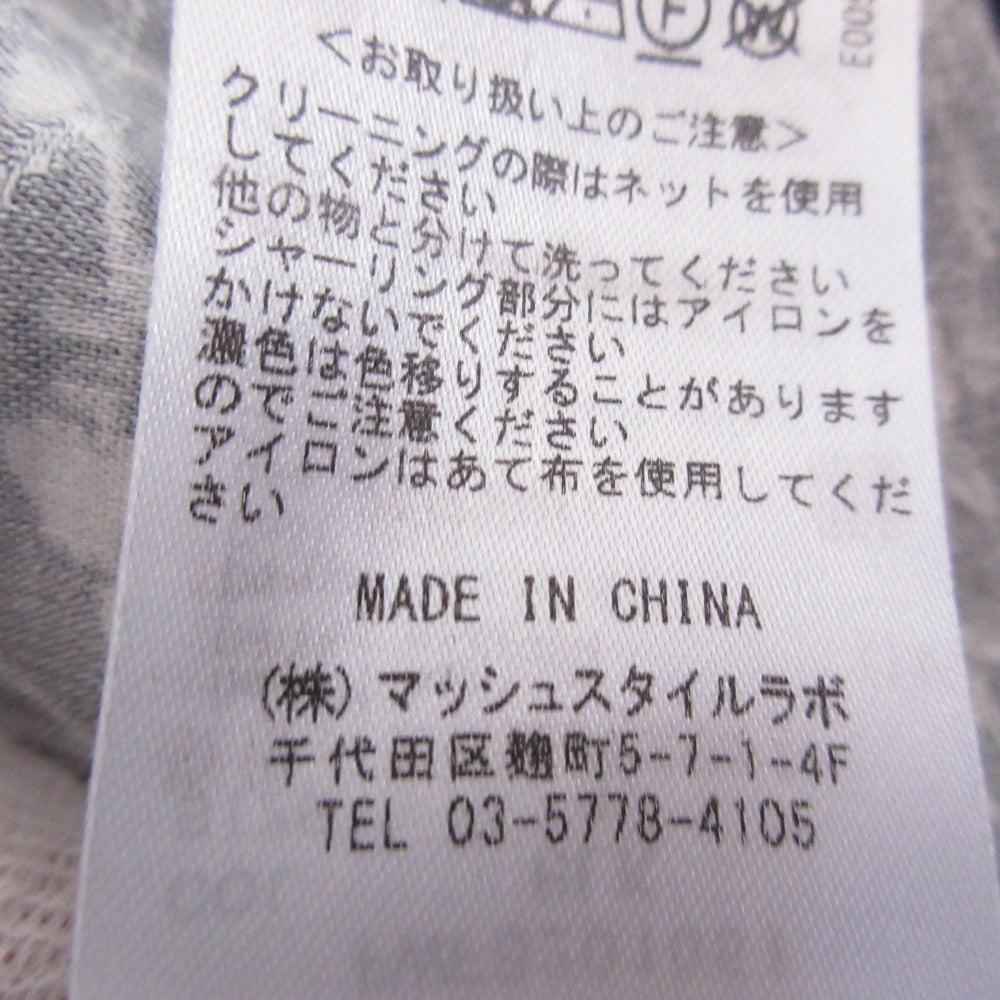 F
W
E005
<お取り扱い上のご注意>
クリーニングの際はネットを使用
してください
他の物と分けて洗ってください
シャーリング部分にはアイロンを
かけないでください
濃色は色移りすることがあります
のでご注意ください
アイロンはあて布を使用してくだ
さい
MADE IN CHINA
(株)マッシュスタイルラボ
千代田区麹町5-7-1-4F
TEL 03-5778-4105